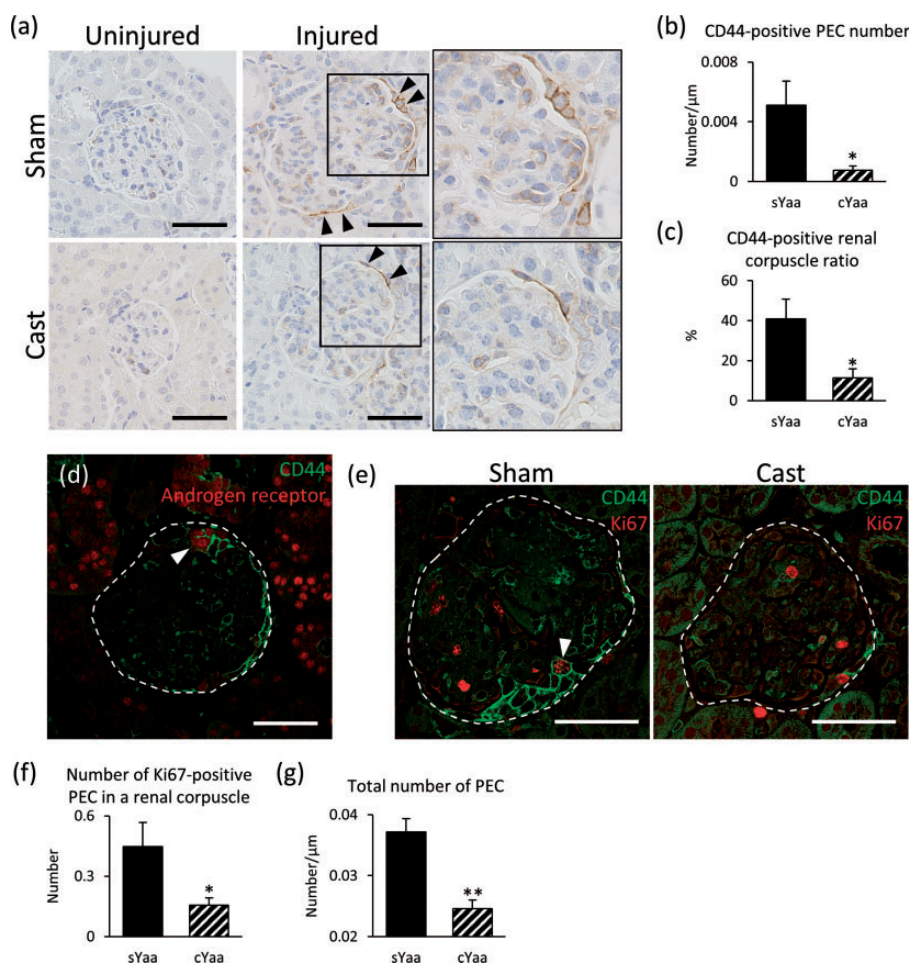 (a)
Uninjured
Injured
Sham
Cast
(b)
CD44-positive PEC number
0.008
0.004
0
Number/μm
*
sYaa
cYaa
(c)
CD44-positive renal
corpuscle ratio
60
40
20
0
%
*
sYaa
cYaa
(d)
CD44
Androgen receptor
(e)
Sham
CD44
Ki67
Cast
CD44
Ki67
(f)
Number of Ki67-positive
PEC in a renal corpuscle
0.6
0.3
0
Number
*
sYaa
cYaa
(g)
Total number of PEC
0.04
0.03
0.02
Number/μm
**
sYaa
cYaa